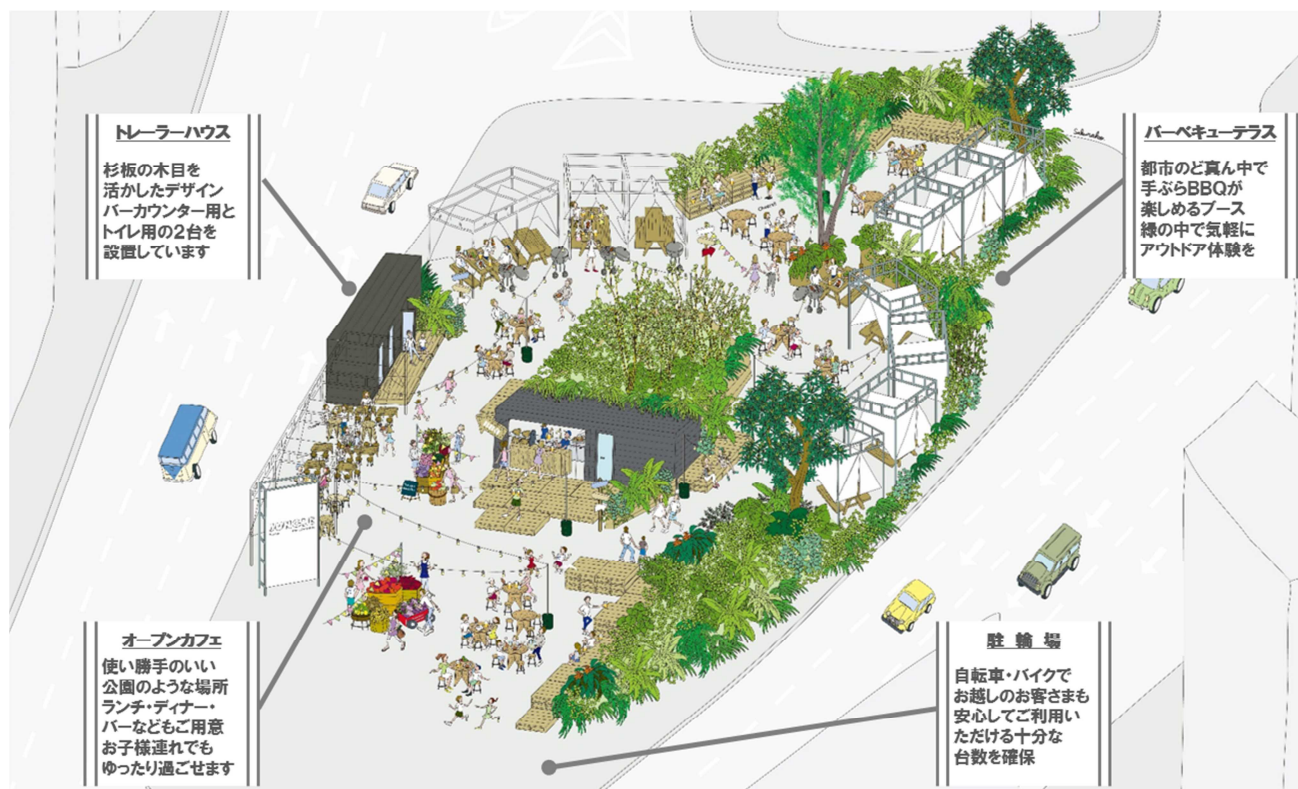 トレーラーハウス
杉板の木目を
活かしたデザイン
バーカウンター用と
トイレ用の2台を
設置しています
バーベキューテラス
都市のど真ん中で
手ぶらBBQが
楽しめるブース
緑の中で気軽に
アウトドア体験を
オープンカフェ
使い勝手のいい
公園のような場所
ランチ・ディナー・
バーなどもご用意
お子様連れでも
ゆったり過ごせます
駐輪場
自転車・バイクで
お越しのお客さまも
安心してご利用い
ただける十分な
台数を確保